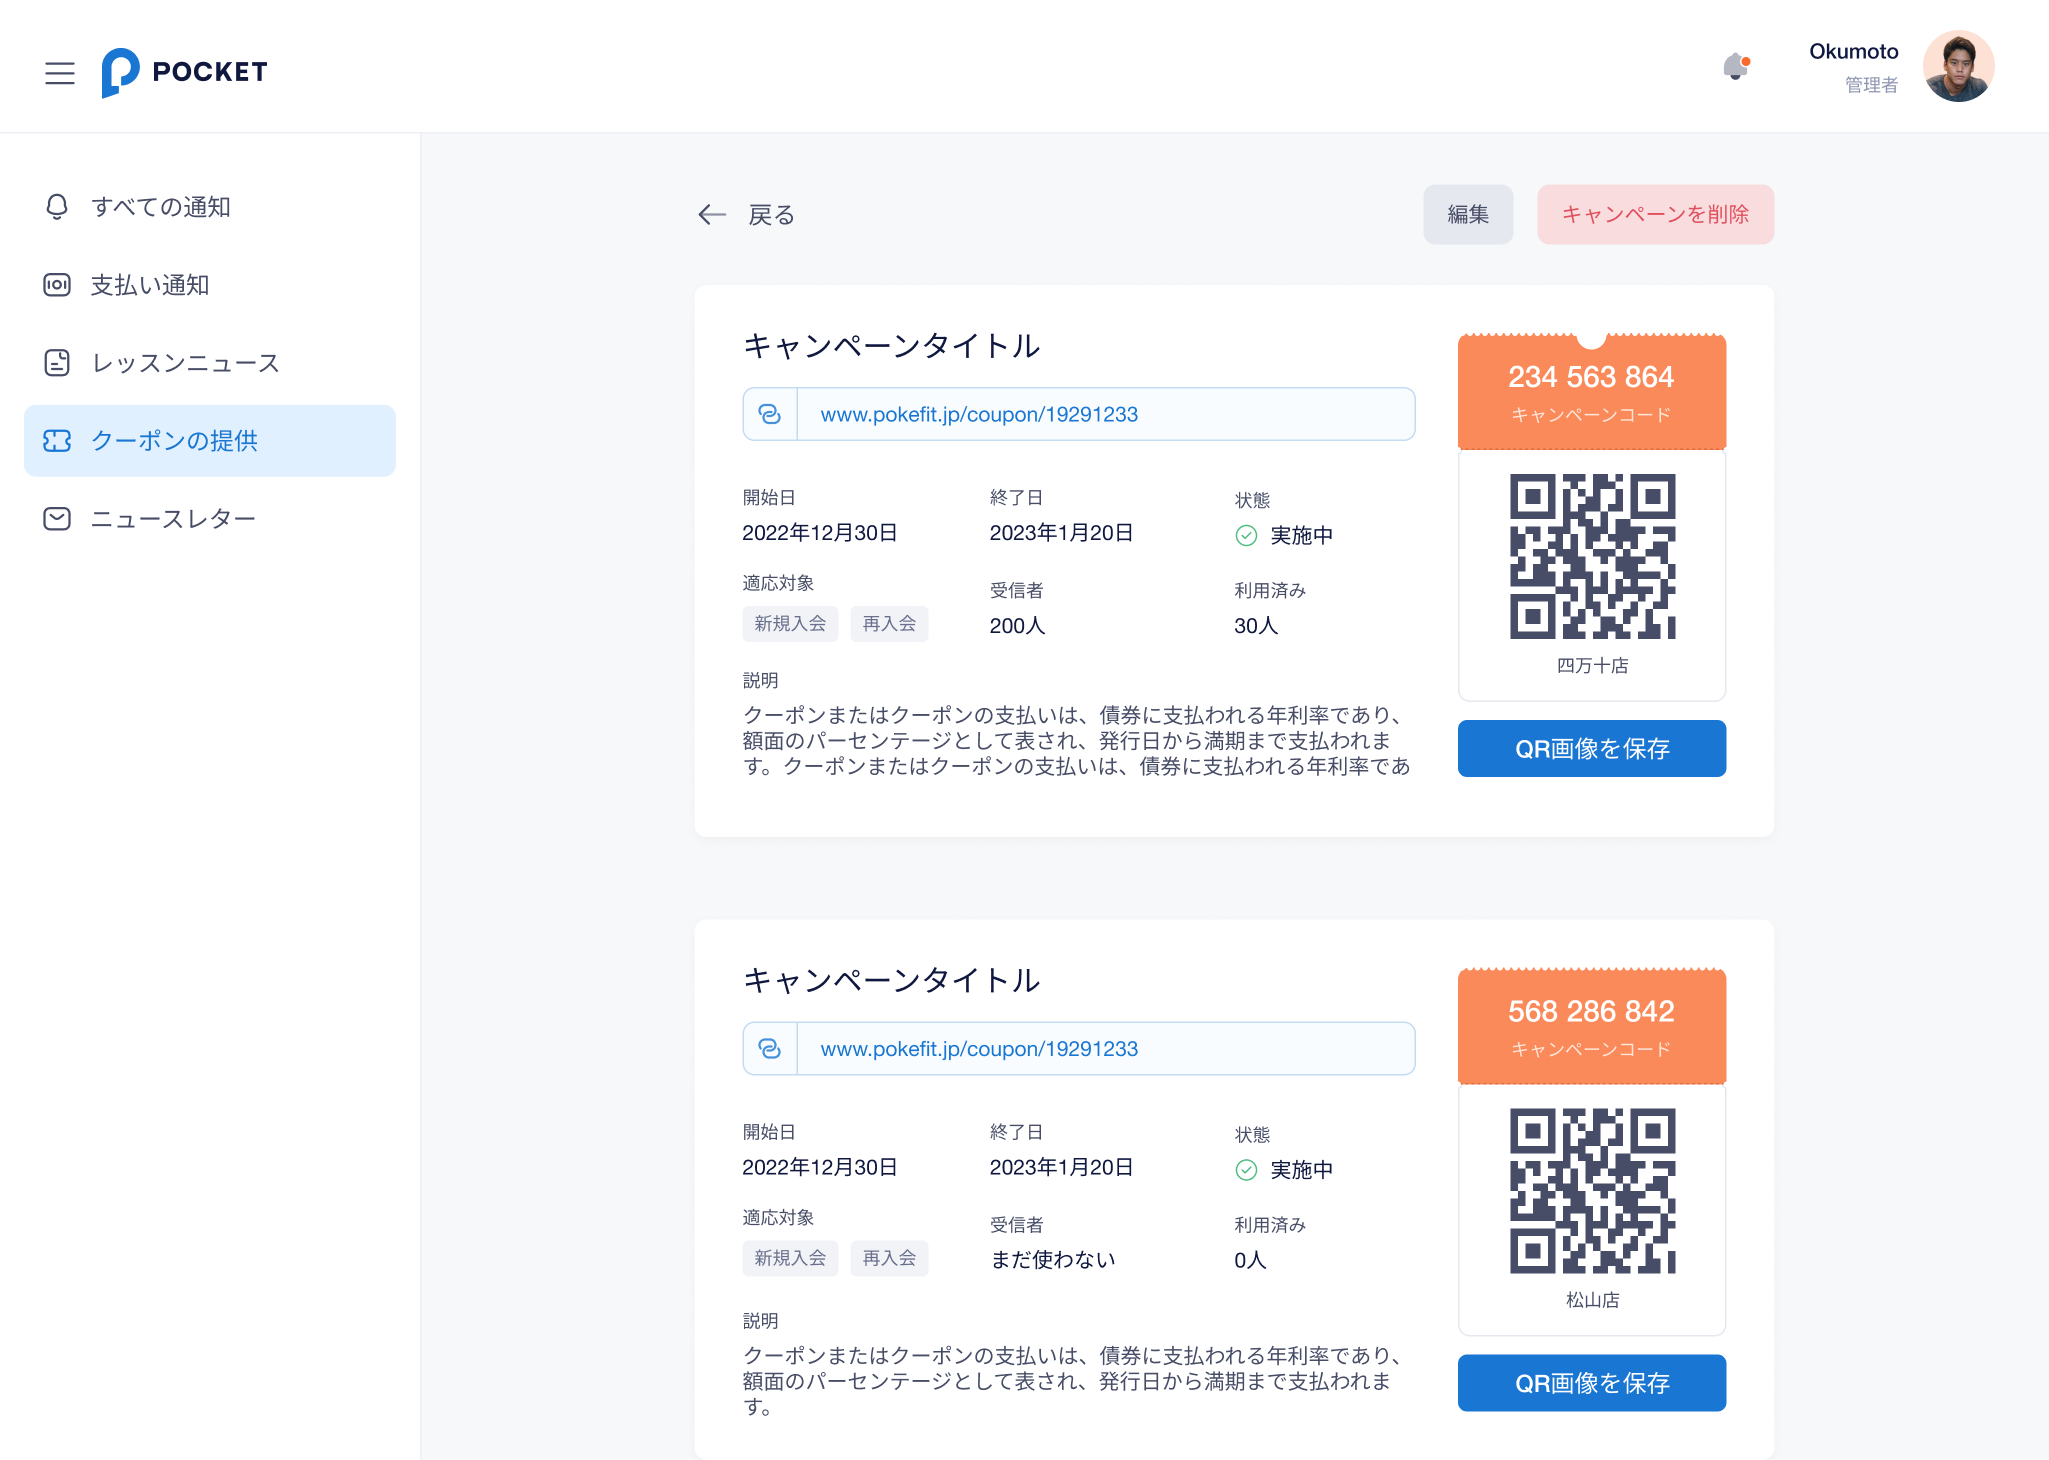 POCKET
Okumoto
管理者
すべての通知
支払い通知
レッスンニュース
クーポンの提供
ニュースレター
戻る
編集
キャンペーンを削除
キャンペーンタイトル
www.pokefit.jp/coupon/19291233
開始日
2022年12月30日
終了日
2023年1月20日
状態
実施中
適応対象
新規入会
再入会
受信者
200人
利用済み
30人
説明
クーポンまたはクーポンの支払いは、債券に支払われる年利率であり、
額面のパーセンテージとして表され、発行日から満期まで支払われま
す。クーポンまたはクーポンの支払いは、債券に支払われる年利率であ
234 563 864
キャンペーンコード
四万十店
QR画像を保存
キャンペーンタイトル
www.pokefit.jp/coupon/19291233
開始日
2022年12月30日
終了日
2023年1月20日
状態
実施中
適応対象
新規入会
再入会
受信者
まだ使わない
利用済み
0人
説明
クーポンまたはクーポンの支払いは、債券に支払われる年利率であり、
額面のパーセンテージとして表され、発行日から満期まで支払われま
す。
568 286 842
キャンペーンコード
松山店
QR画像を保存